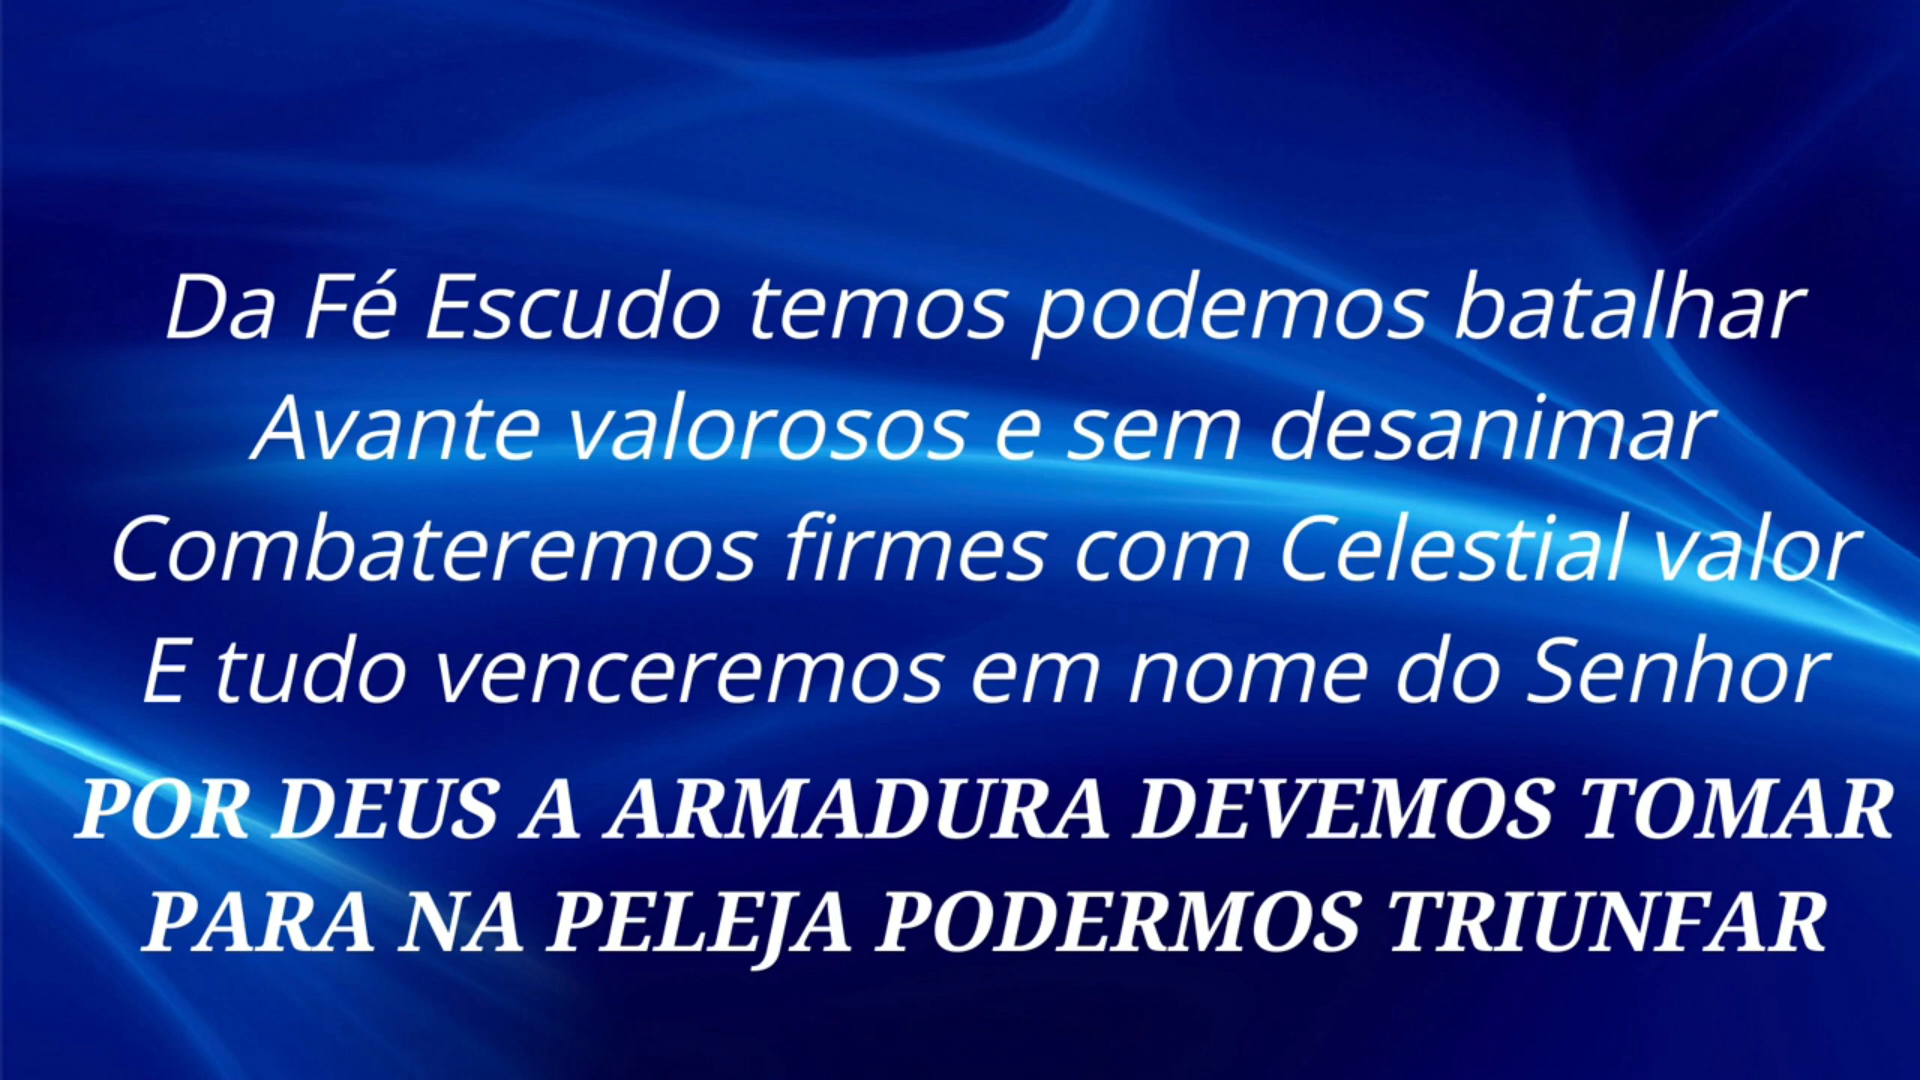 Da Fé Escudo temos podemos batalhar
Avante valorosos e sem desanimar
Combateremos firmes com Celestial valor
E tudo venceremos em nome do Senhor
POR DEUS A ARMADURA DEVEMOS TOMAR
PARA NA PELEJA PODERMOS TRIUNFAR